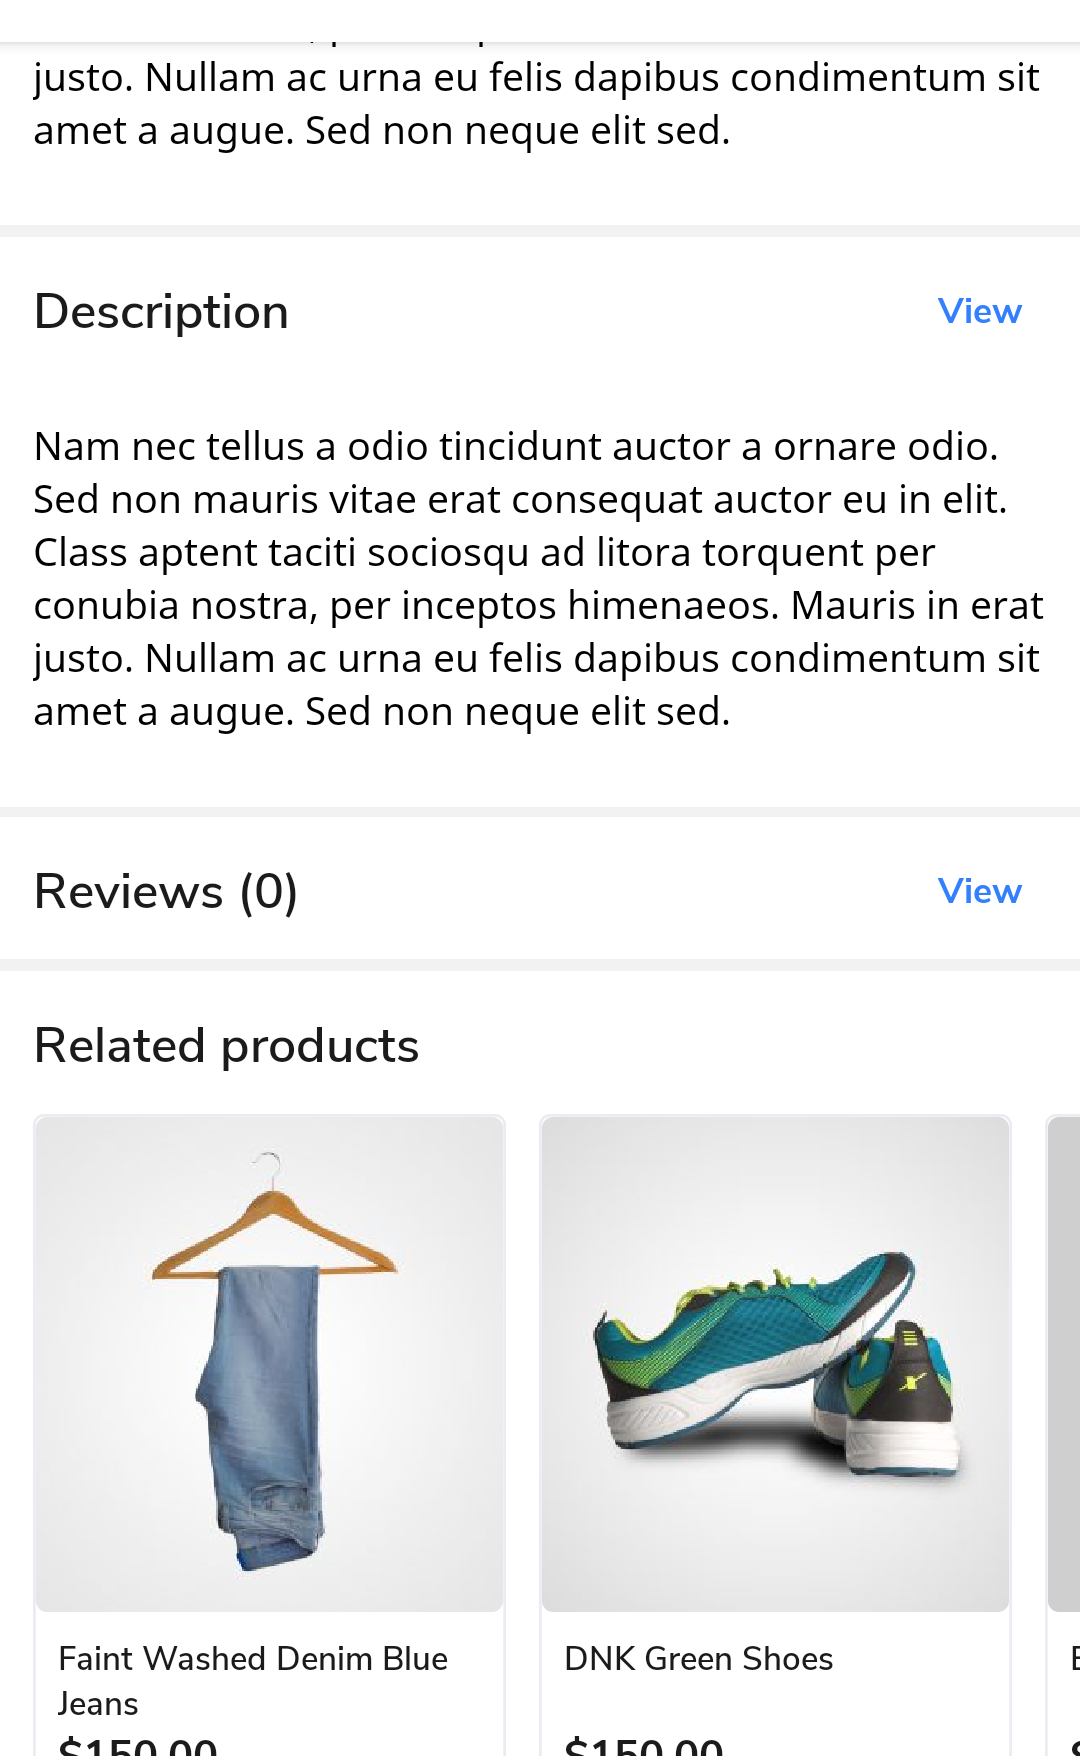 justo. Nullam ac urna eu felis dapibus condimentum sit
amet a augue. Sed non neque elit sed.
Description
View
Nam nec tellus a odio tincidunt auctor a ornare odio.
Sed non mauris vitae erat consequat auctor eu in elit.
Class aptent taciti sociosqu ad litora torquent per
conubia nostra, per inceptos himenaeos. Mauris in erat
justo. Nullam ac urna eu felis dapibus condimentum sit
amet a augue. Sed non neque elit sed.
Reviews (0)
View
Related products
Faint Washed Denim Blue
Jeans
$150.00
DNK Green Shoes
$150.00